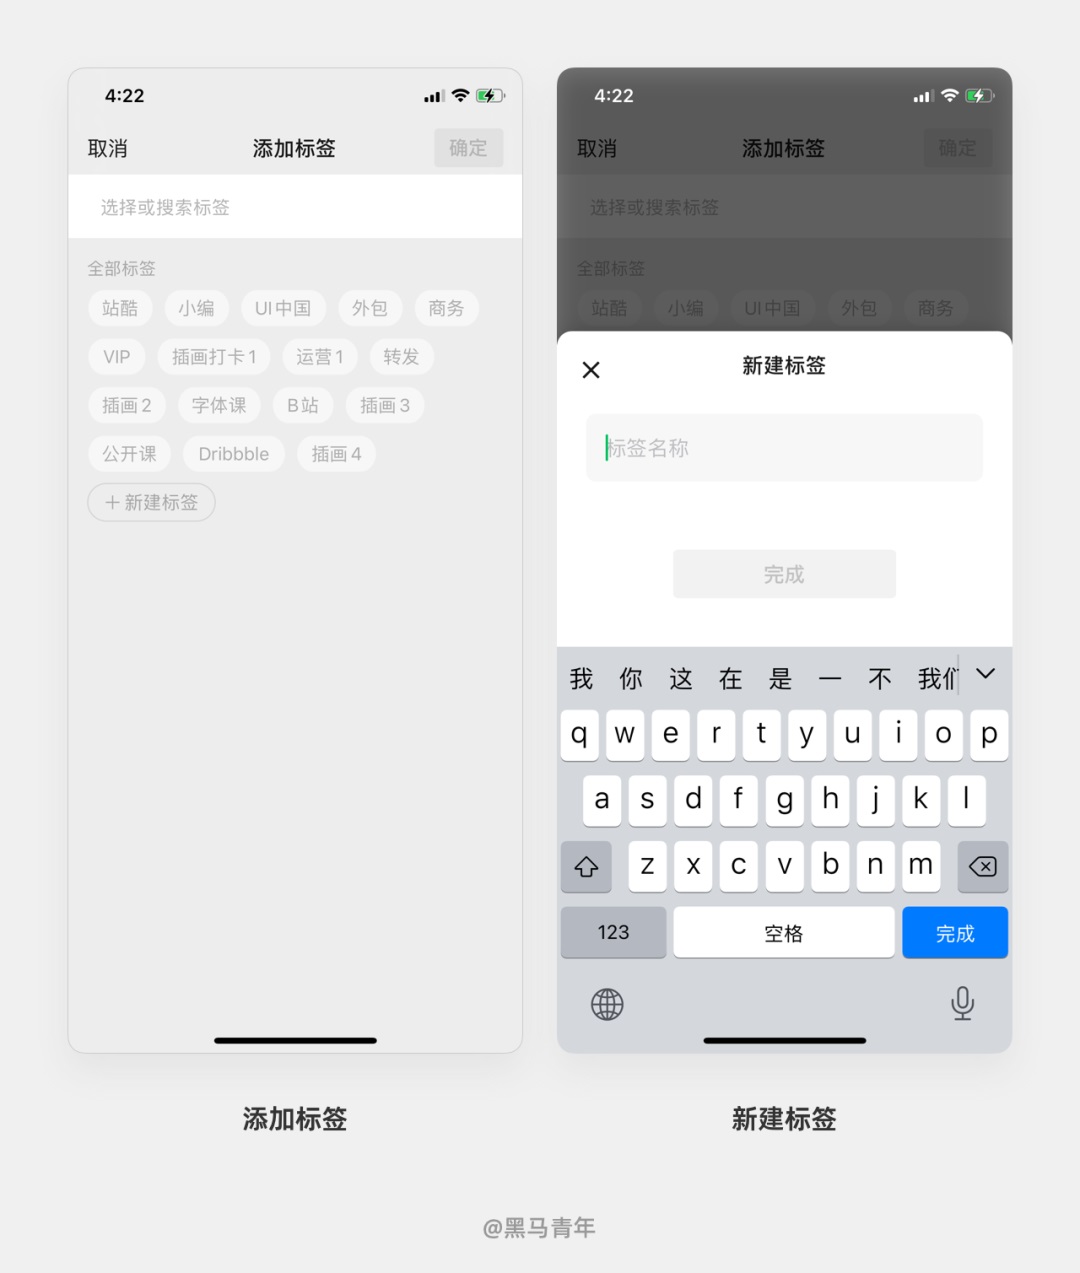 4:22
取消 添加标签 确定
选择或搜索标签
全部标签
站酷 小编 UI中国 外包 商务
VIP 插画打卡1 运营1 转发
插画2 字体课 B站 插画3
公开课 Dribbble 插画4
+ 新建标签
添加标签
4:22
取消 添加标签 确定
选择或搜索标签
全部标签
站酷 小编 UI中国 外包 商务
新建标签
标签名称
完成
我 你 这 在 是 一 不 我们
q w e r t y u i o p
a s d f g h j k l
z x c v b n m
123 空格 完成
新建标签
@黑马青年